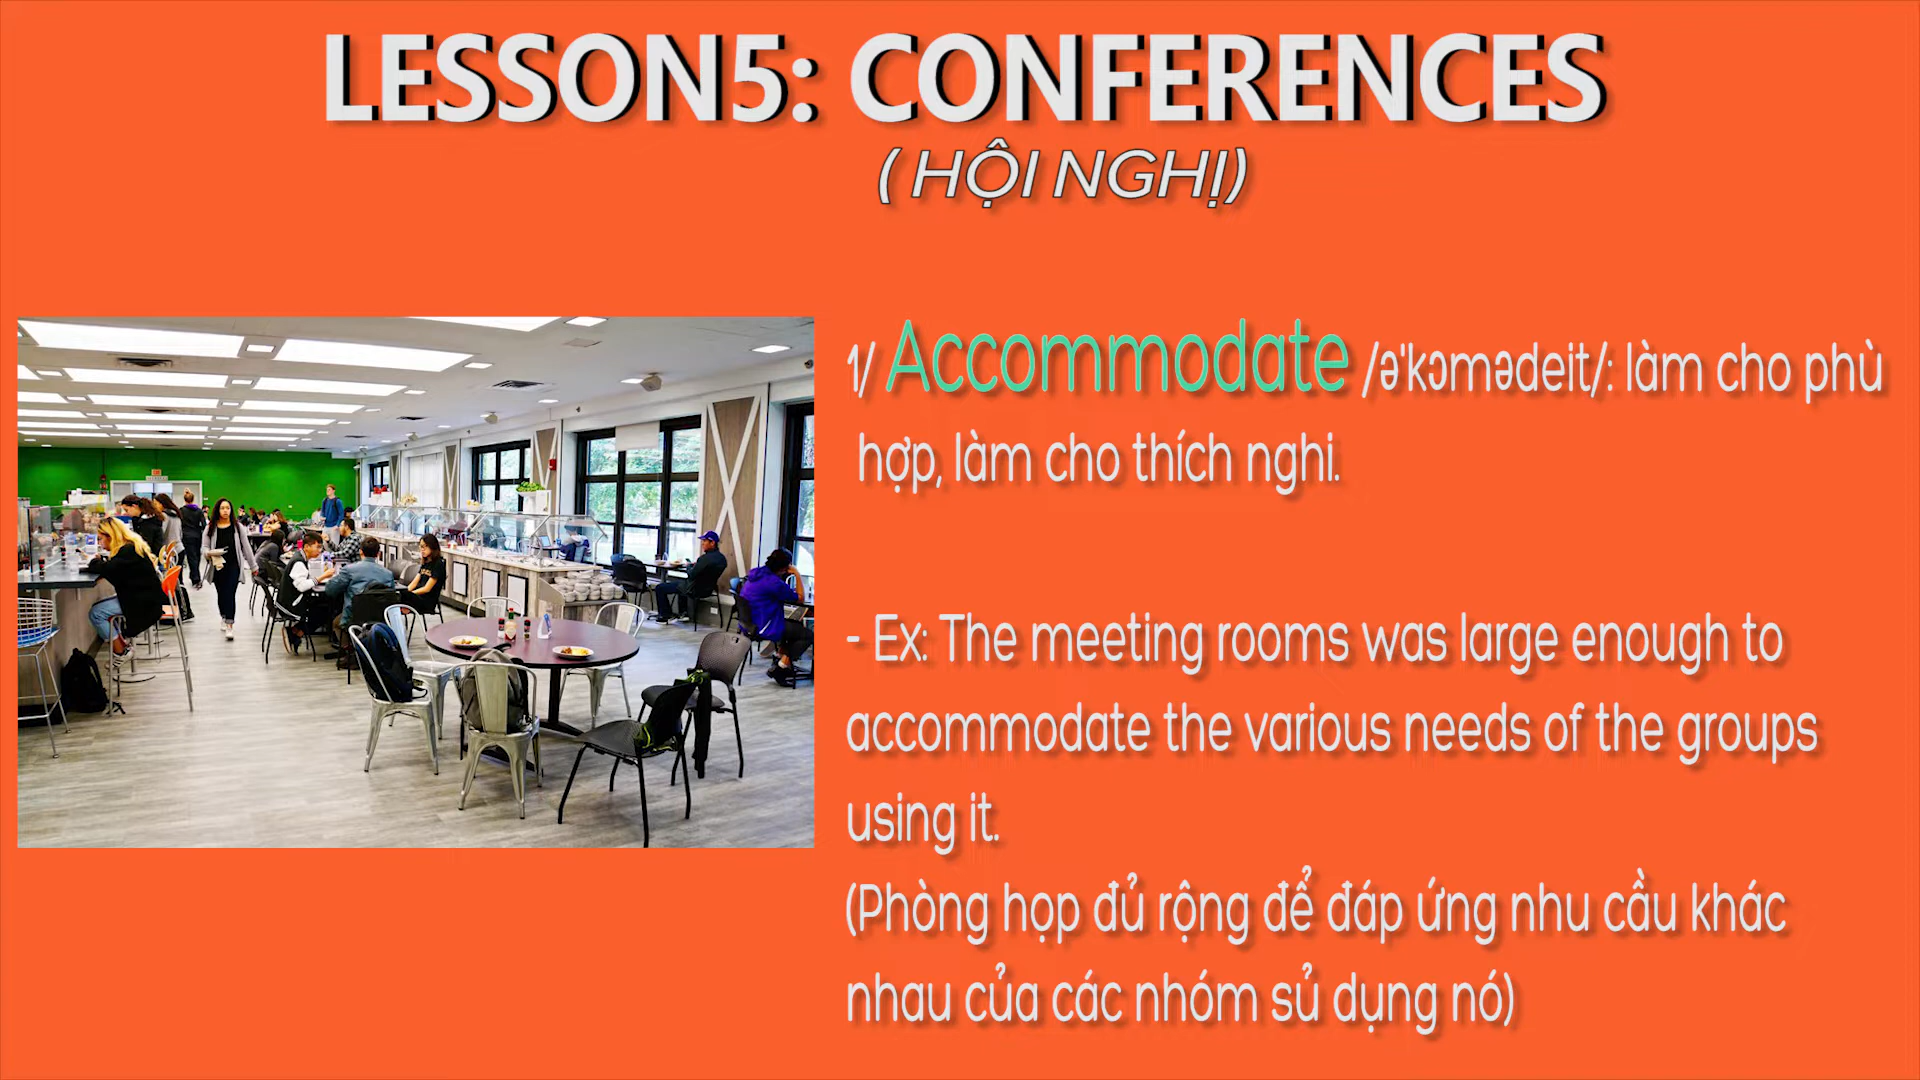 LESSON5: CONFERENCES
( HỘI NGHỊ)
1/ Accommodate /ə'kɔmədeit/: làm cho phù
hợp, làm cho thích nghi.
- Ex: The meeting rooms was large enough to
accommodate the various needs of the groups
using it.
(Phòng họp đủ rộng để đáp ứng nhu cầu khác
nhau của các nhóm sủ dụng nó)